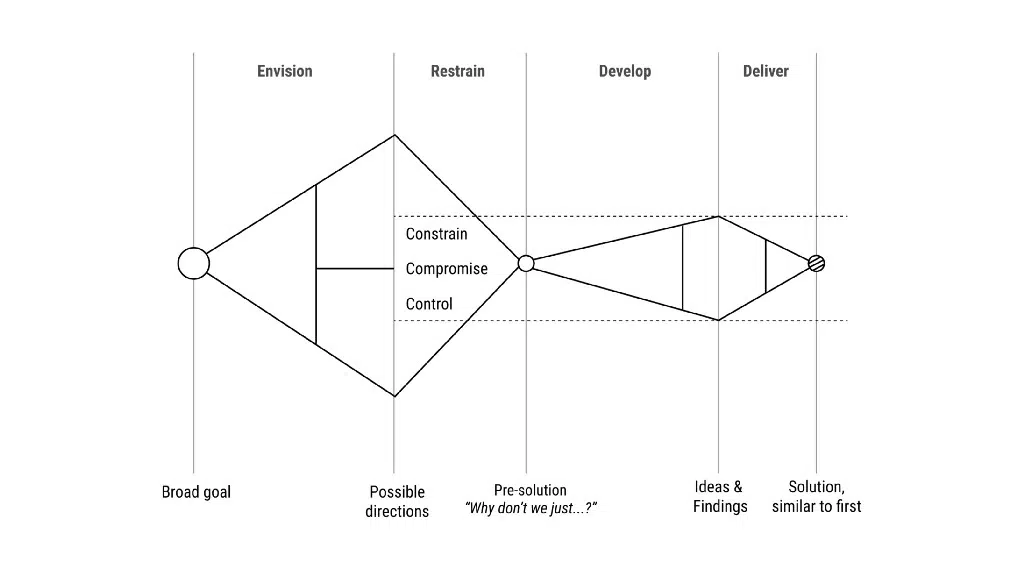 Envision
Restrain
Develop
Deliver
Constrain
Compromise
Control
Broad goal
Possible
directions
Pre-solution
“Why don’t we just...?”
Ideas &
Findings
Solution,
similar to first